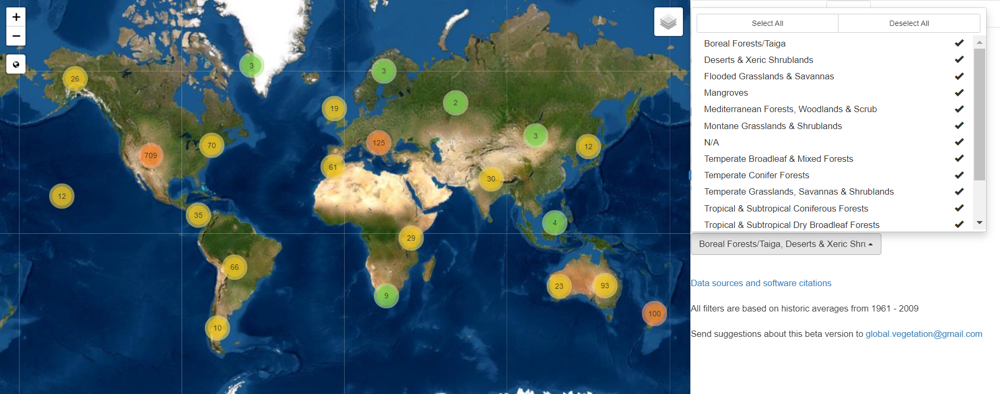 +
−
3
3
26
2
19
3
125
12
70
709
61
30
12
35
4
29
66
23
93
9
100
10
Select All
Deselect All
Boreal Forests/Taiga
Deserts & Xeric Shrublands
Flooded Grasslands & Savannas
Mangroves
Mediterranean Forests, Woodlands & Scrub
Montane Grasslands & Shrublands
N/A
Temperate Broadleaf & Mixed Forests
Temperate Conifer Forests
Temperate Grasslands, Savannas & Shrublands
Tropical & Subtropical Coniferous Forests
Tropical & Subtropical Dry Broadleaf Forests
Boreal Forests/Taiga, Deserts & Xeric Shru
Data sources and software citations
All filters are based on historic averages from 1961 - 2009
Send suggestions about this beta version to global.vegetation@gmail.com